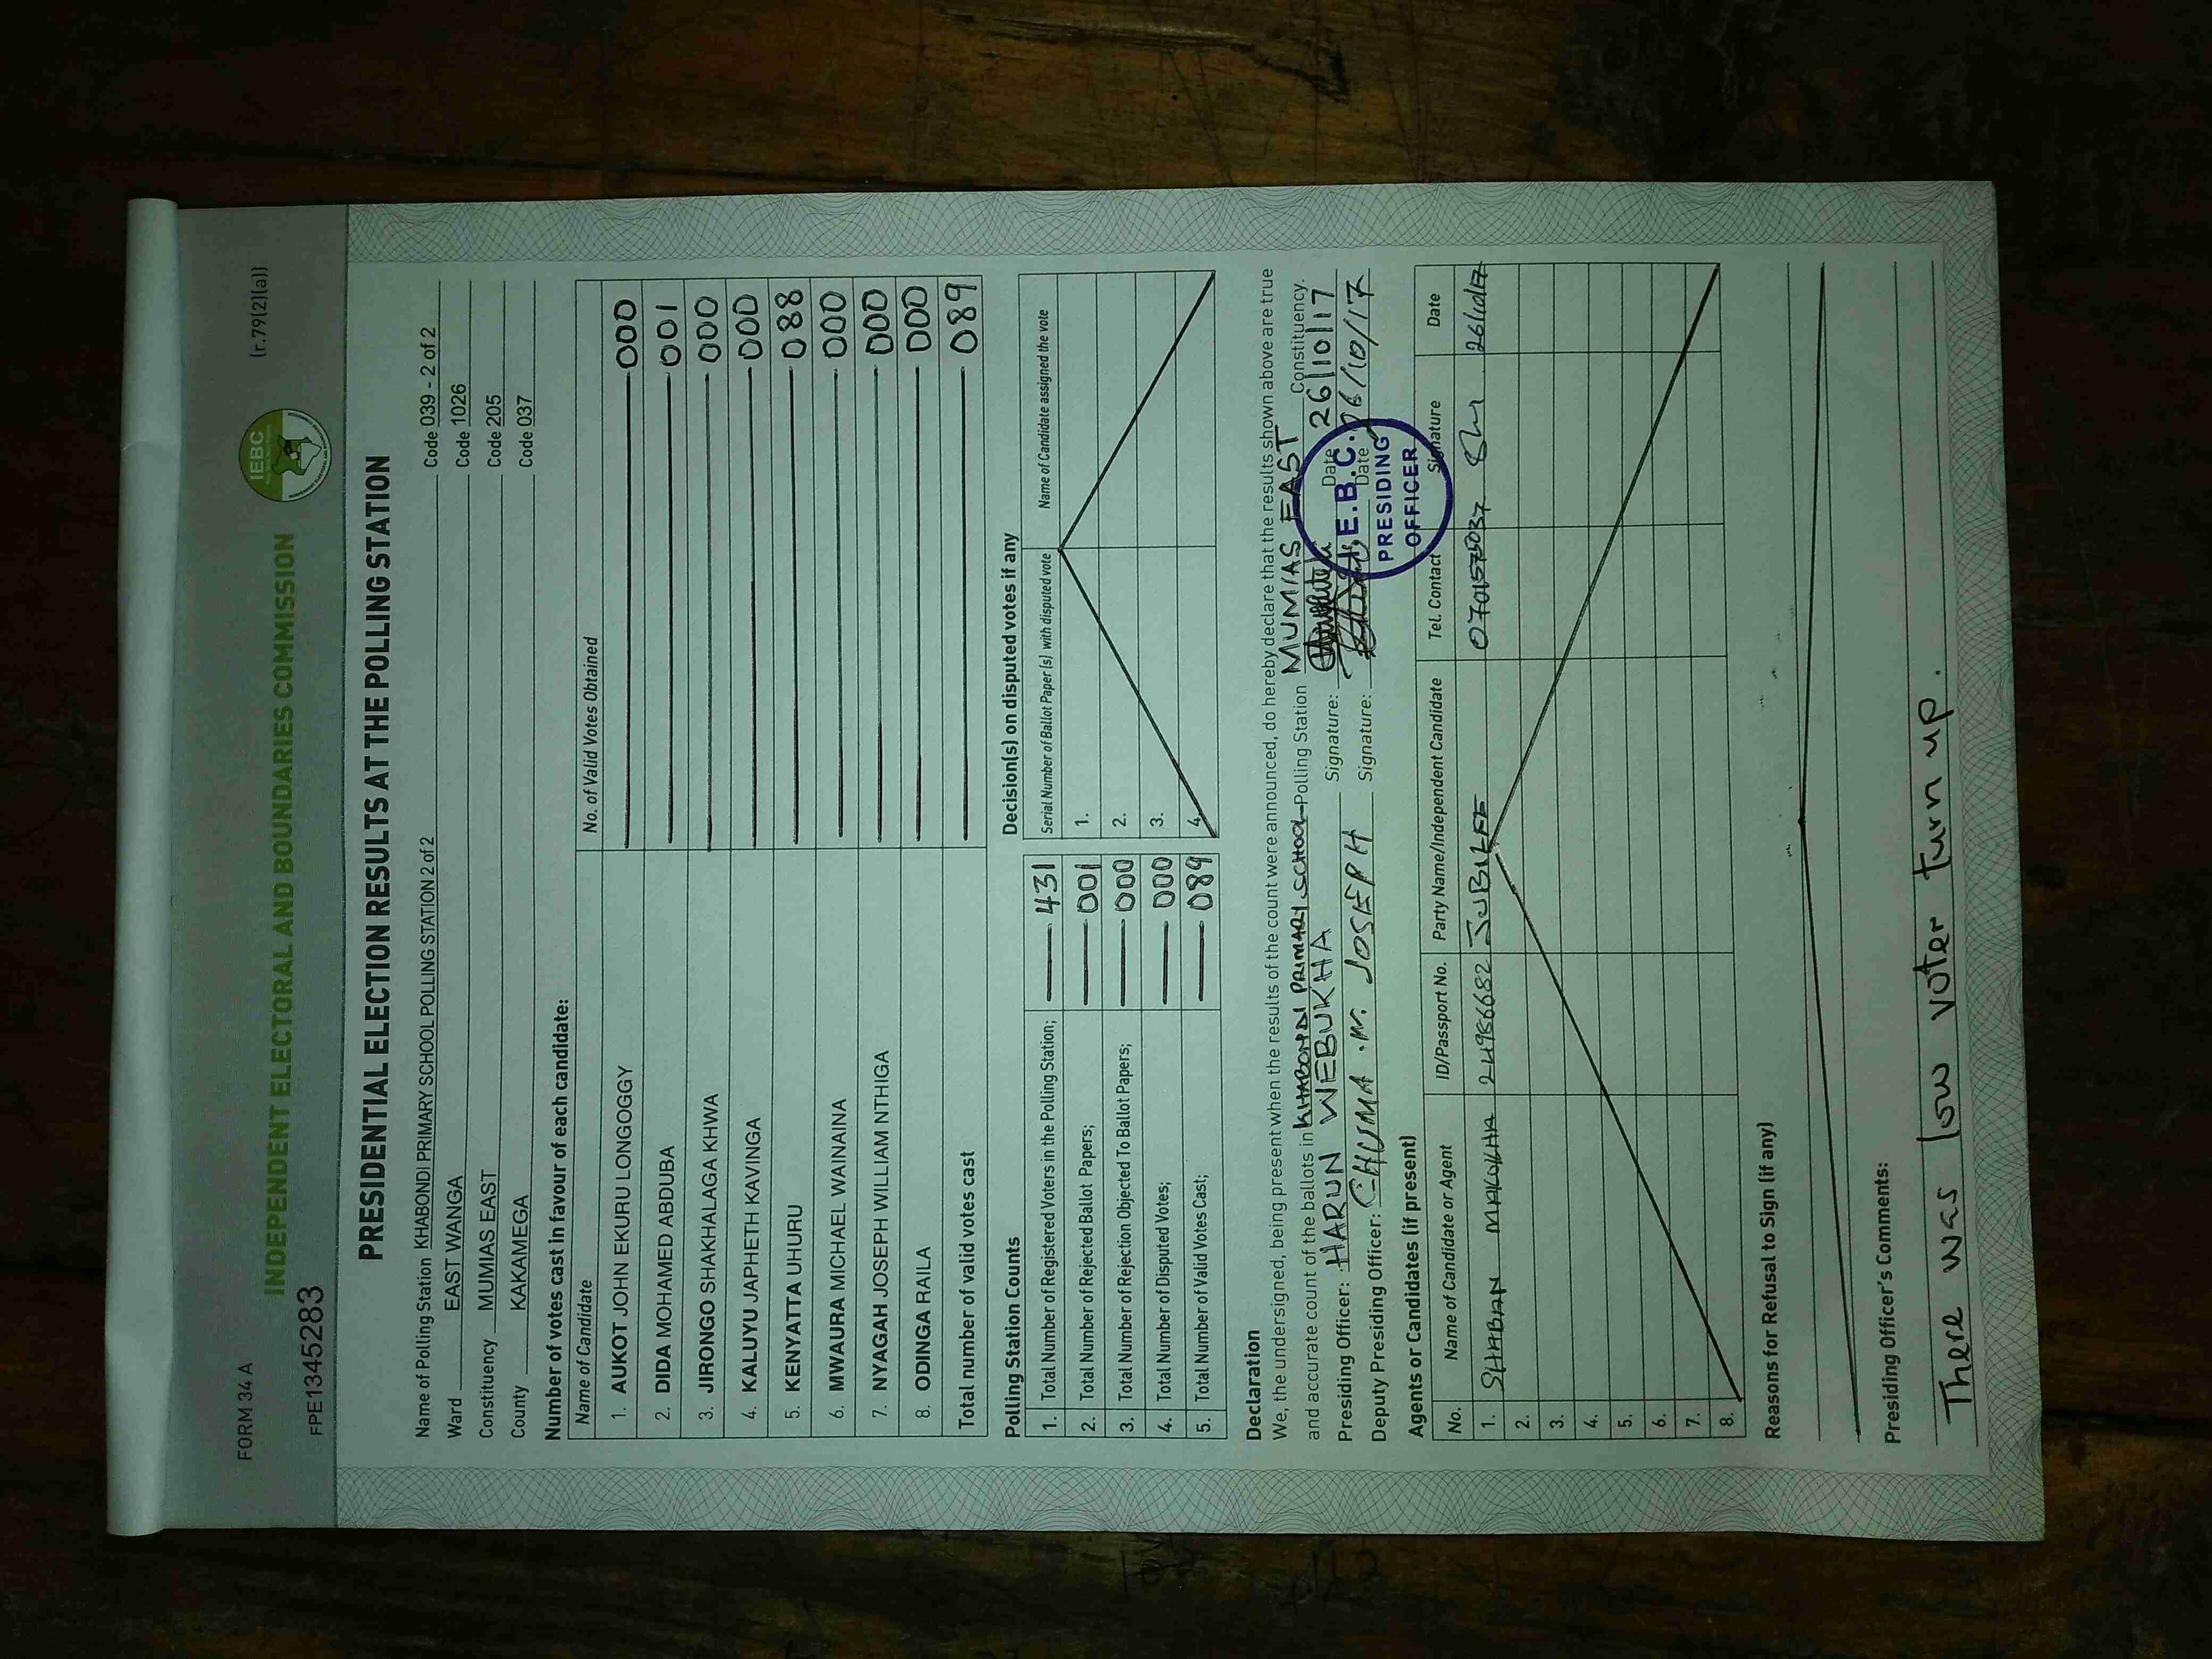 FORM 34 A
(r.79(2)(a))
IEBC
INDEPENDENT ELECTORAL AND BOUNDARIES COMMISSION
FPE1345283
PRESIDENTIAL ELECTION RESULTS AT THE POLLING STATION
Name of Polling Station KHABONDI PRIMARY SCHOOL POLLING STATION 2 of 2 Code 039 - 2 of 2
Ward EAST WANGA Code 1026
Constituency MUMIAS EAST Code 205
County KAKAMEGA Code 037
Number of votes cast in favour of each candidate:
Name of Candidate No. of Valid Votes Obtained
1. AUKOT JOHN EKURU LONGOGGY 000
2. DIDA MOHAMED ABDUBA 001
3. JIRONGO SHAKHALAGA KHWA 000
4. KALUYU JAPHETH KAVINGA 000
5. KENYATTA UHURU 088
6. MWAURA MICHAEL WAINAINA 000
7. NYAGAH JOSEPH WILLIAM NTHIGA 000
8. ODINGA RAILA 000
Total number of valid votes cast 089
Polling Station Counts
1. Total Number of Registered Voters in the Polling Station; 431
2. Total Number of Rejected Ballot Papers; 001
3. Total Number of Rejection Objected To Ballot Papers; 000
4. Total Number of Disputed Votes; 000
5. Total Number of Valid Votes Cast; 089
Decision(s) on disputed votes if any
Serial Number of Ballot Paper (s) with disputed vote Name of Candidate assigned the vote
1.
2.
3.
4.
Declaration
We, the undersigned, being present when the results of the count were announced, do hereby declare that the results shown above are true
and accurate count of the ballots in KHABONDI PRIMARY SCHOOL Polling Station MUMIAS EAST Constituency.
Presiding Officer: HARUN WEBUKHA Signature: Date 26/10/17
Deputy Presiding Officer: CHUMA .M. JOSEPH Signature: Date 26/10/17
I.E.B.C.
PRESIDING
OFFICER
Agents or Candidates (if present)
No. Name of Candidate or Agent ID/Passport No. Party Name/Independent Candidate Tel. Contact Signature Date
1. SHABAN MAKOKHA 24986682 JUBILEE 26/10/17
2.
3.
4.
5.
6.
7.
8.
Reasons for Refusal to Sign (if any)
Presiding Officer's Comments:
There was low voter turn up.